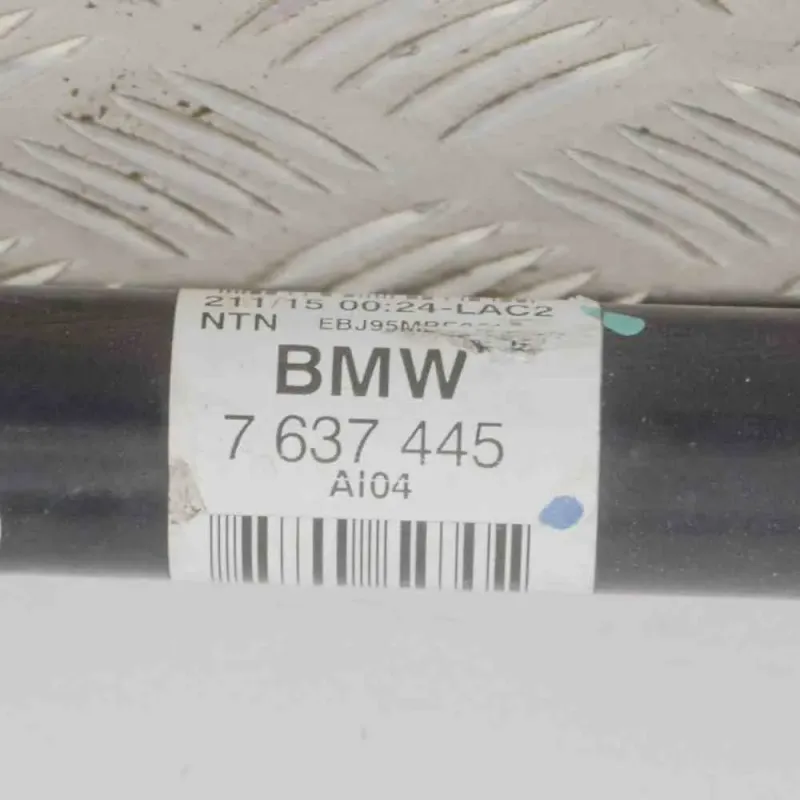 211/15 00:24-LAC2
NTN
BMW
7 637 445
AI04